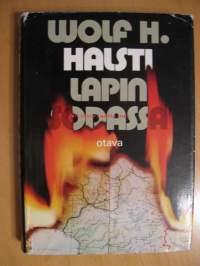 WOLF H.
HALSTI
LAPIN
SODASSA
otava